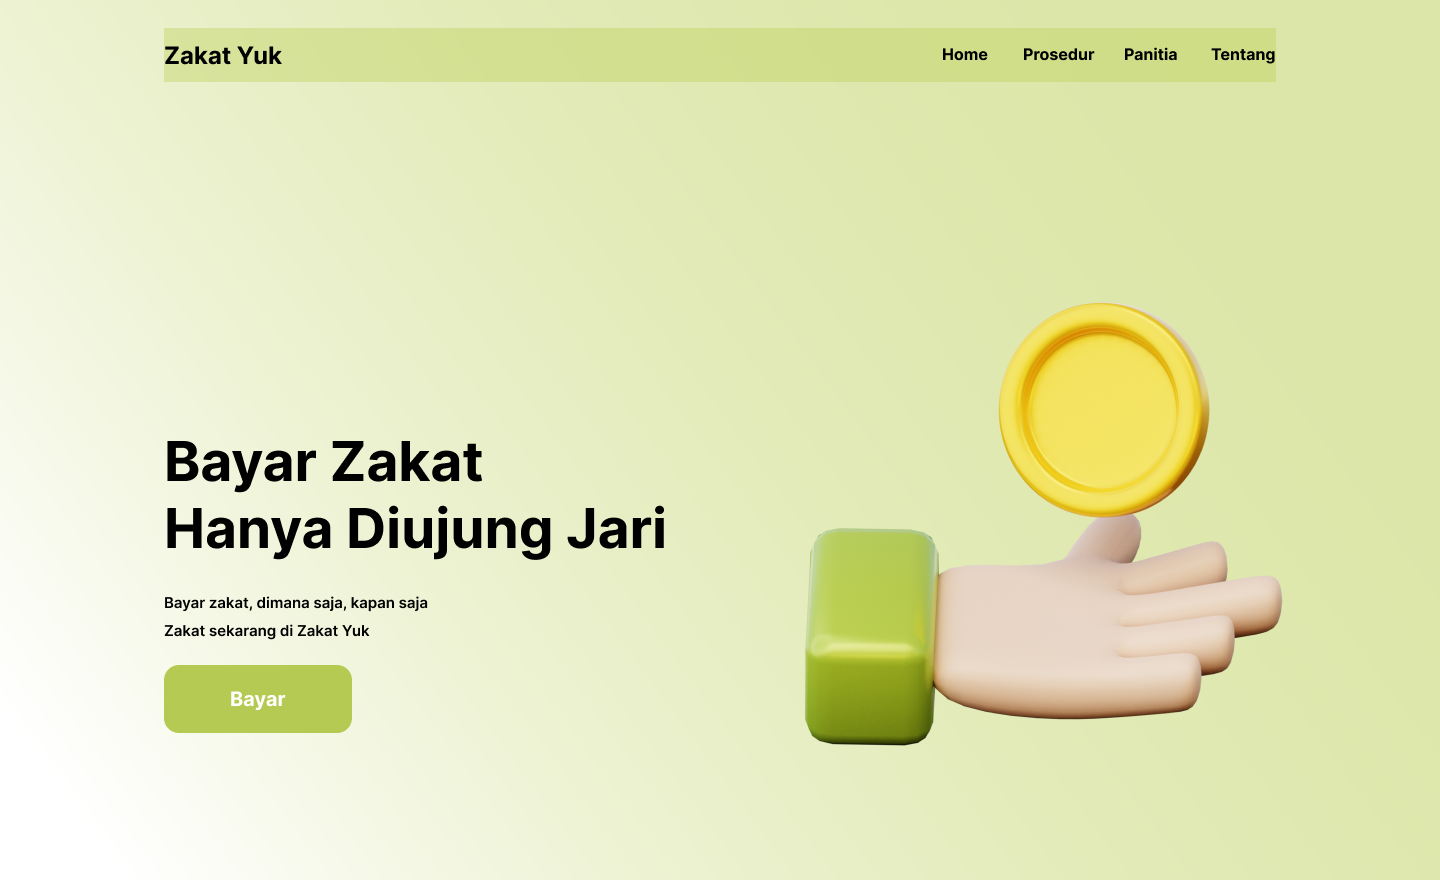 Zakat Yuk
Home Prosedur Panitia Tentang
Bayar Zakat
Hanya Diujung Jari
Bayar zakat, dimana saja, kapan saja
Zakat sekarang di Zakat Yuk
Bayar